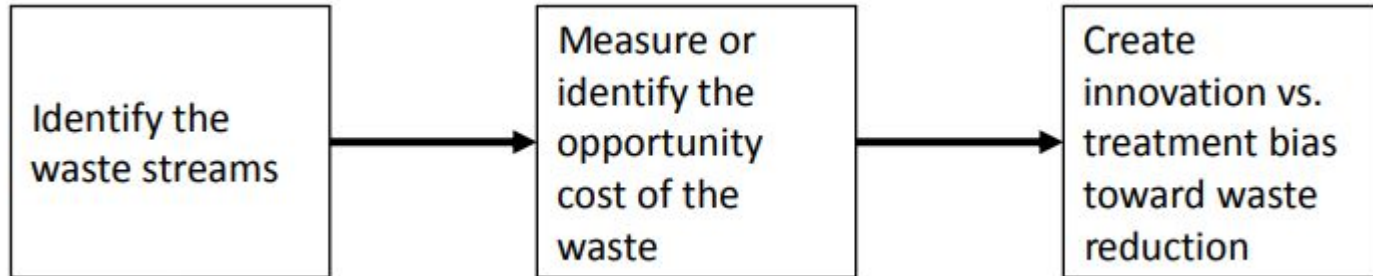 Identify the
waste streams
Measure or
identify the
opportunity
cost of the
waste
Create
innovation vs.
treatment bias
toward waste
reduction